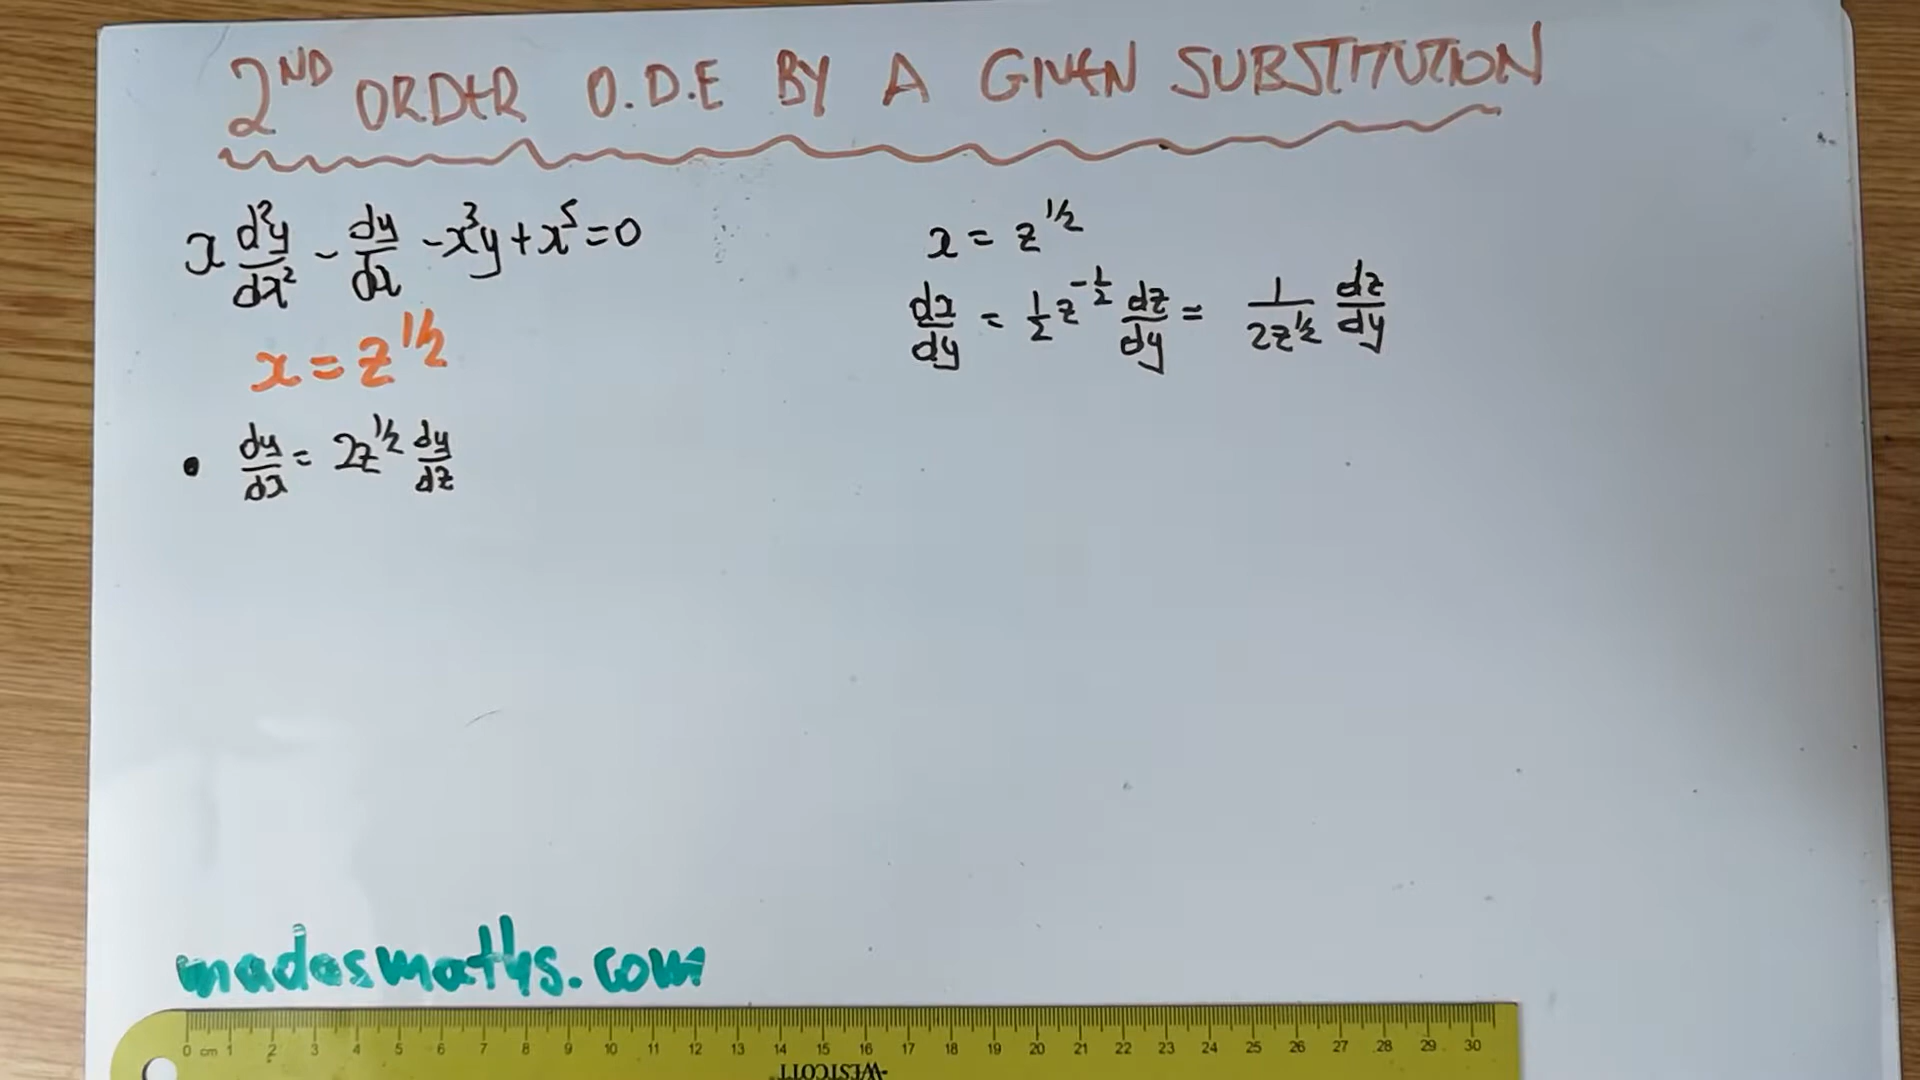 2ND ORDER O.D.E BY A GIVEN SUBSTITUTION
x d²y/dx² - dy/dx - x³y + x⁵ = 0
x = z^1/2
• dy/dx = 2z^1/2 dy/dz
x = z^1/2
dx/dy = 1/2 z^-1/2 dz/dy = 1/2z^1/2 dz/dy
madasmaths.com
0 cm 1 2 3 4 5 6 7 8 9 10 11 12 13 14 15 16 17 18 19 20 21 22 23 24 25 26 27 28 29 30
WESTCOTT